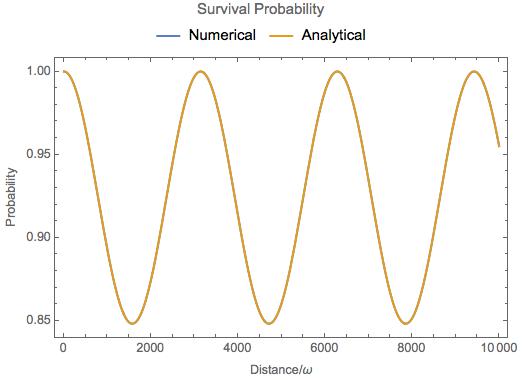 Survival Probability
Numerical Analytical
1.00
0.95
0.90
0.85
Probability
0 2000 4000 6000 8000 10 000
Distance/ω